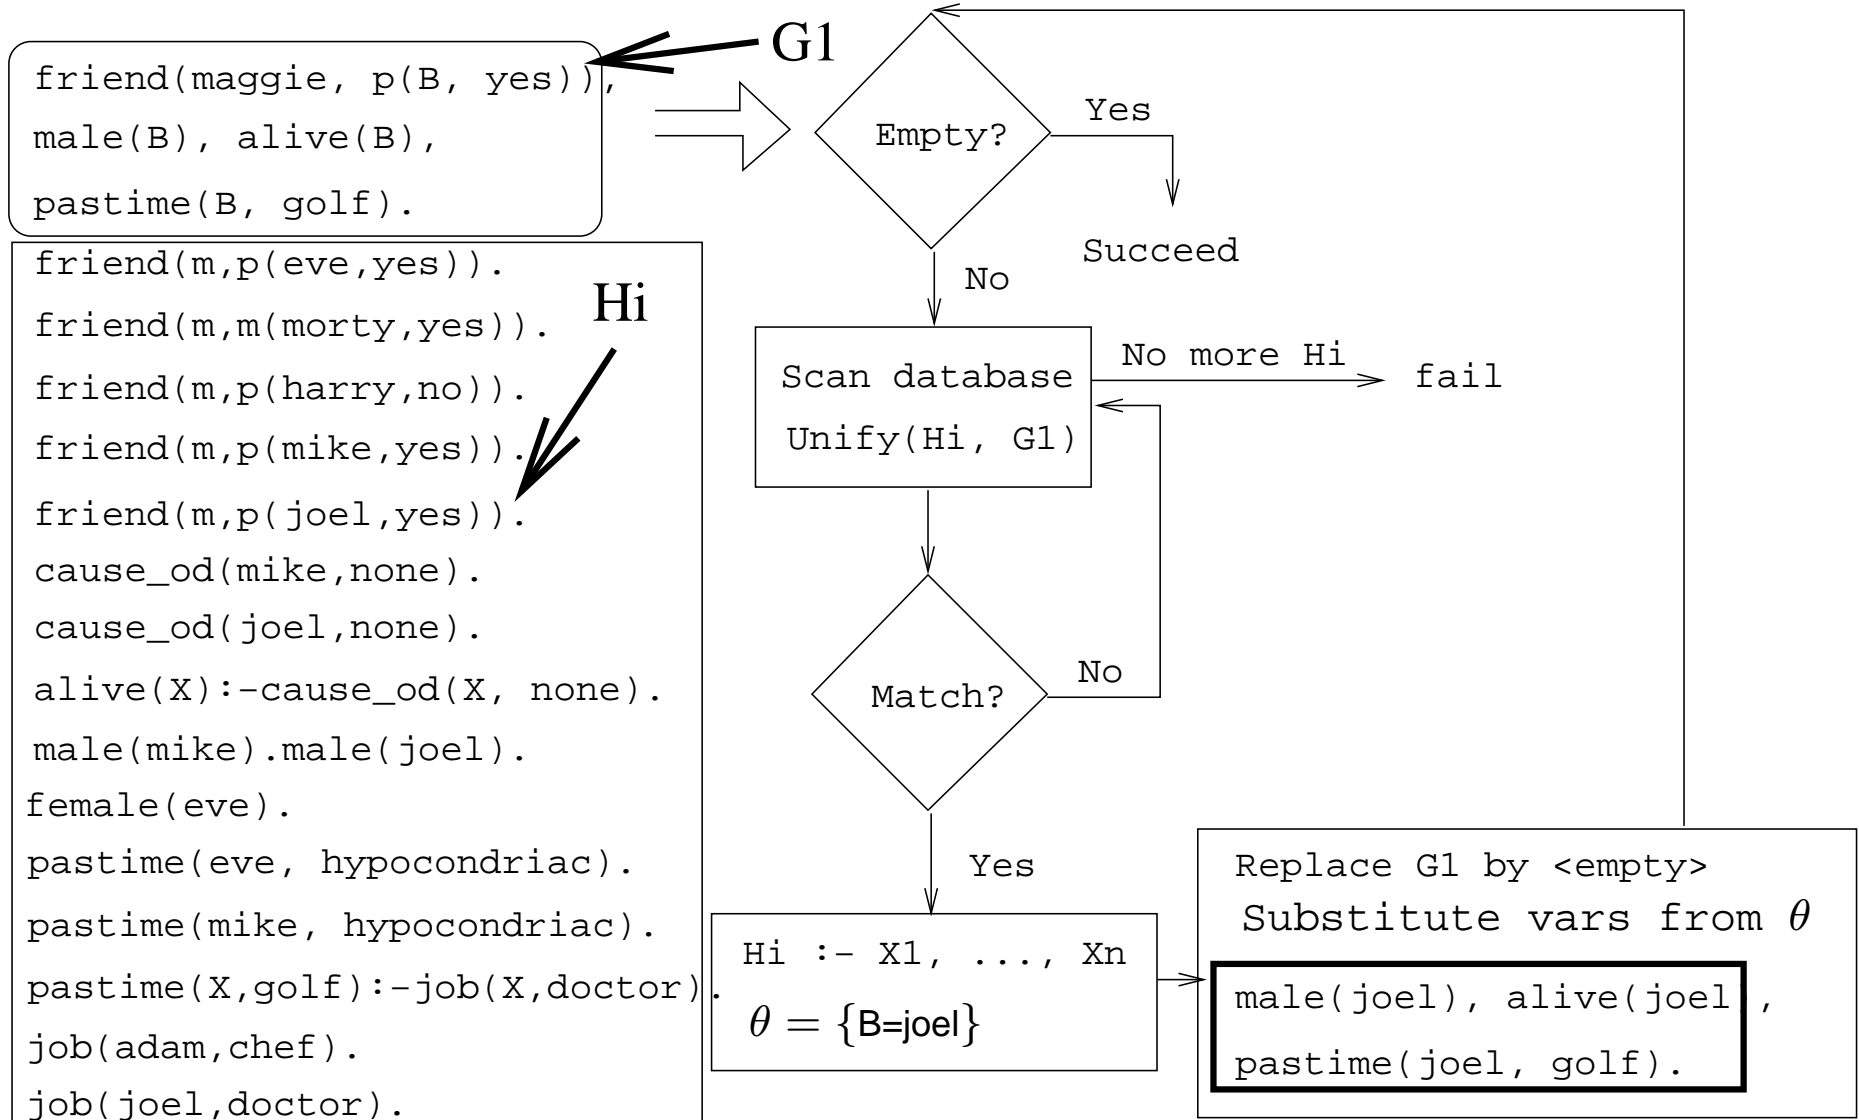 G1
friend(maggie, p(B, yes)),
male(B), alive(B),
pastime(B, golf).
friend(m,p(eve,yes)).
friend(m,m(morty,yes)).
friend(m,p(harry,no)).
friend(m,p(mike,yes)).
friend(m,p(joel,yes)).
cause_od(mike,none).
cause_od(joel,none).
alive(X):-cause_od(X, none).
male(mike).male(joel).
female(eve).
pastime(eve, hypocondriac).
pastime(mike, hypocondriac).
pastime(X,golf):-job(X,doctor).
job(adam,chef).
job(joel,doctor).
Hi
Empty?
Yes
Succeed
No
Scan database
Unify(Hi, G1)
No more Hi
fail
Match?
No
Yes
Hi :- X1, ..., Xn
θ = {B=joel}
Replace G1 by <empty>
Substitute vars from θ
male(joel), alive(joel),
pastime(joel, golf).